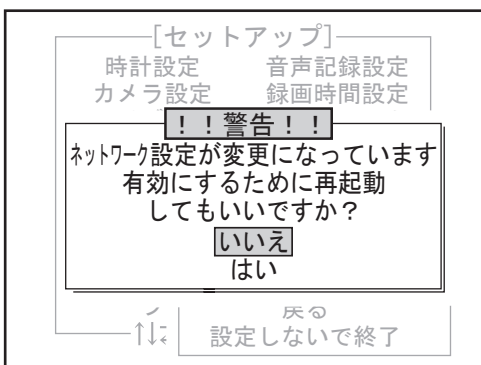 [セットアップ]
時計設定 音声記録設定
カメラ設定 録画時間設定
！！警告！！
ﾈｯﾄﾜｰｸ設定が変更になっています
有効にするために再起動
してもいいですか？
いいえ
はい
戻る
↑↓
設定しないで終了